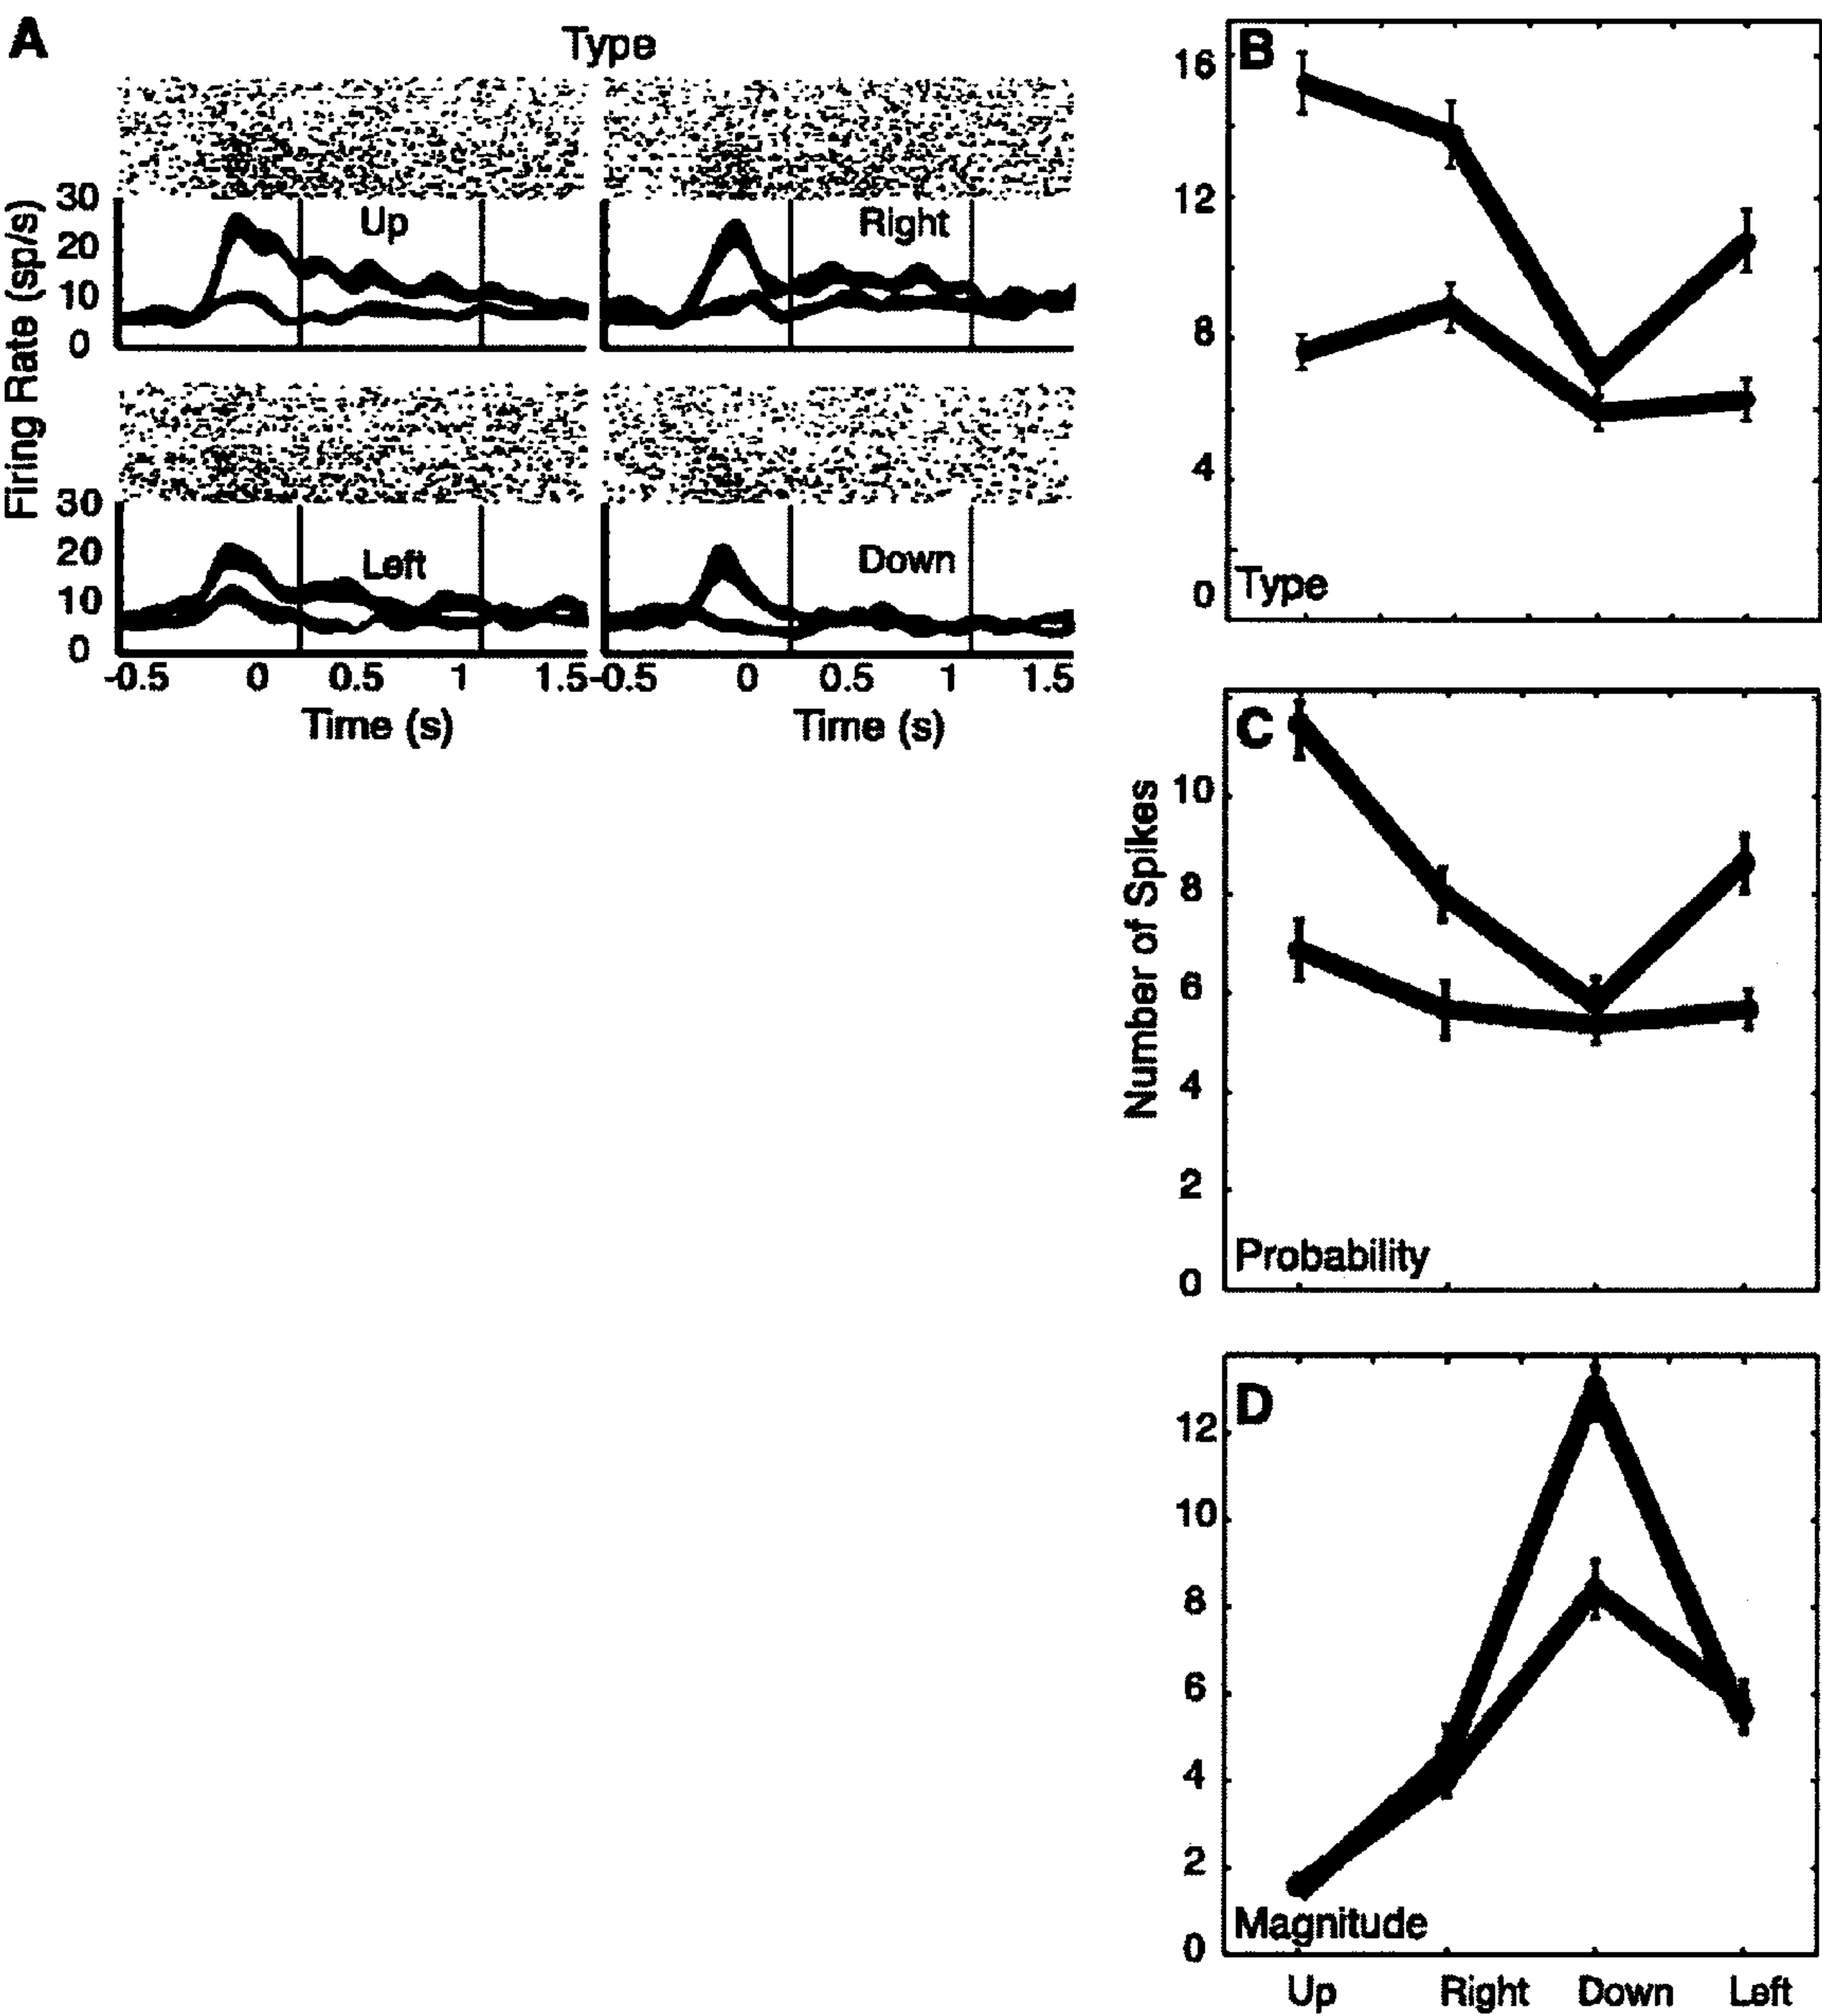 A
Type
Firing Rate (sp/s)
30
20
10
0
Up
Right
30
20
10
0
Left
Down
-0.5 0 0.5 1 1.5 -0.5 0 0.5 1 1.5
Time (s) Time (s)
B
16
12
8
4
0
Type
C
Number of Spikes
10
8
6
4
2
0
Probability
D
12
10
8
6
4
2
0
Magnitude
Up Right Down Left